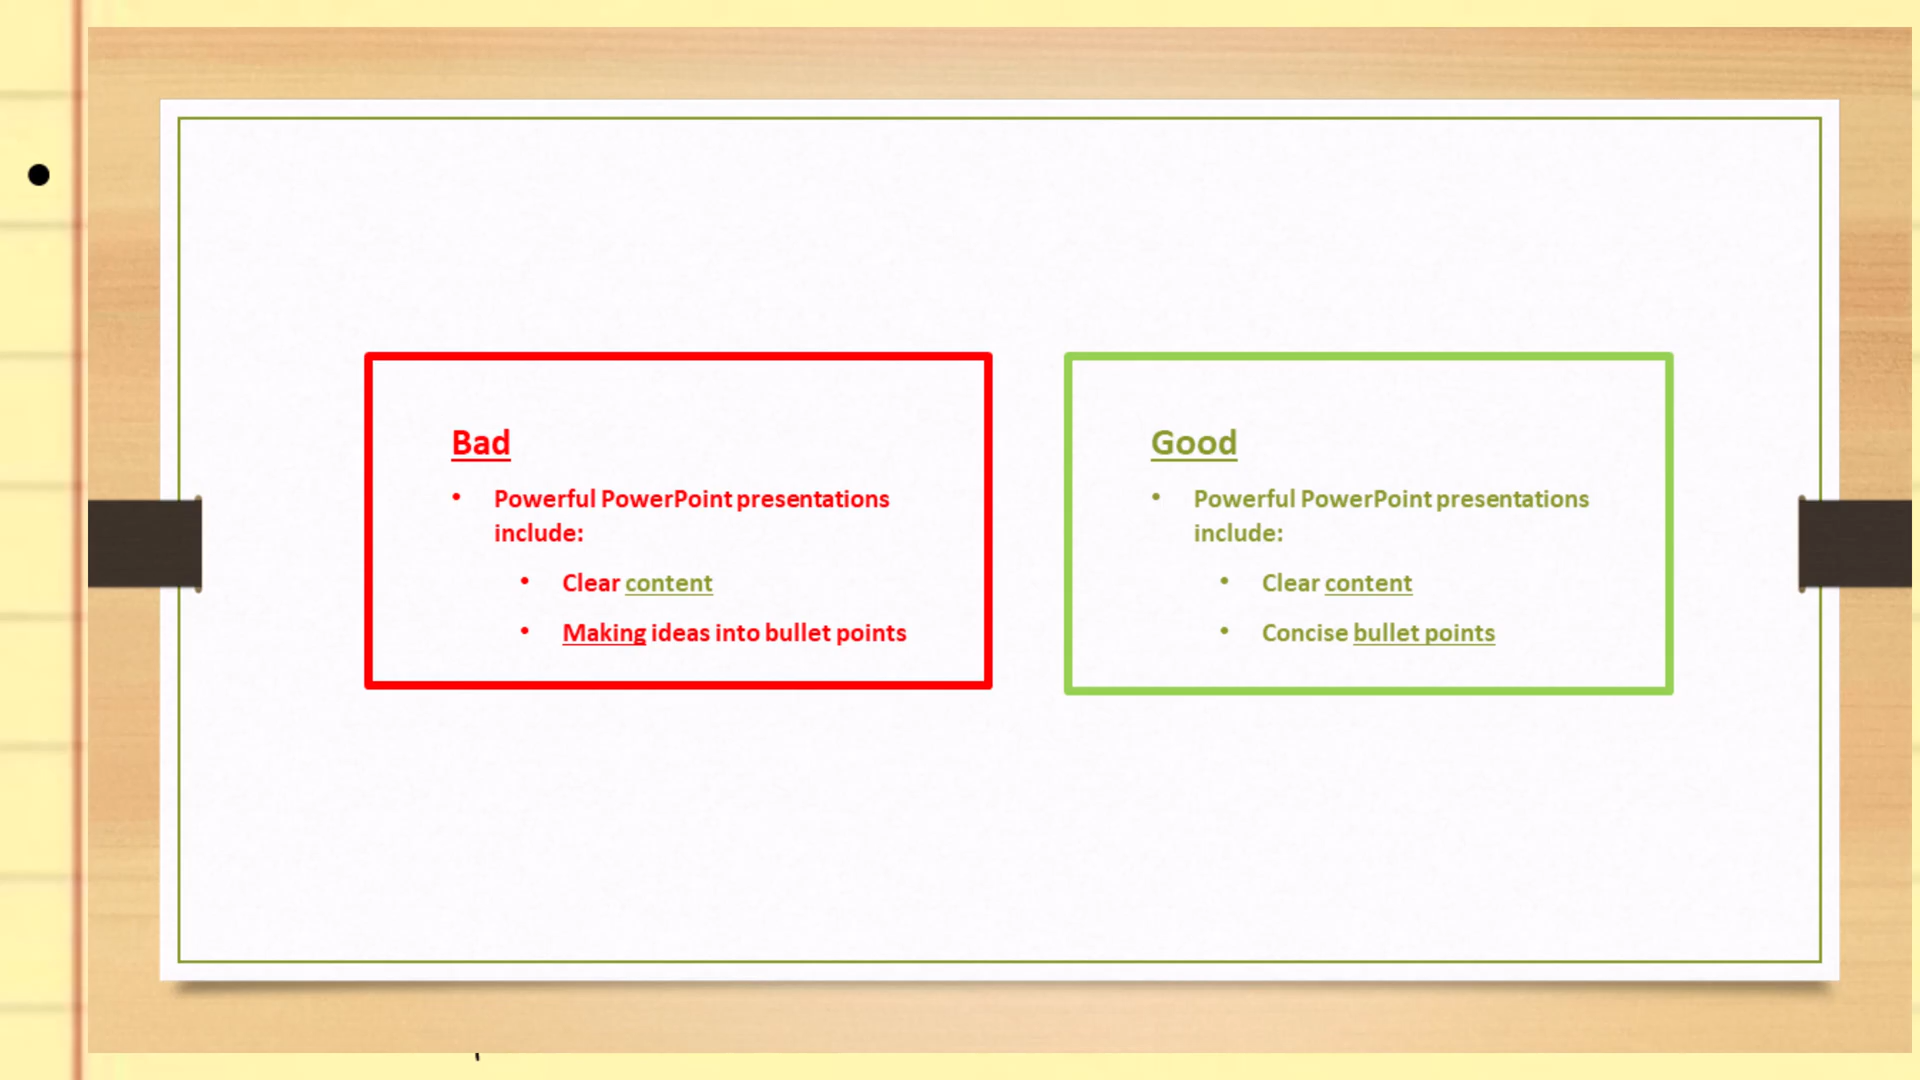 Bad
• Powerful PowerPoint presentations
include:
• Clear content
• Making ideas into bullet points
Good
• Powerful PowerPoint presentations
include:
• Clear content
• Concise bullet points